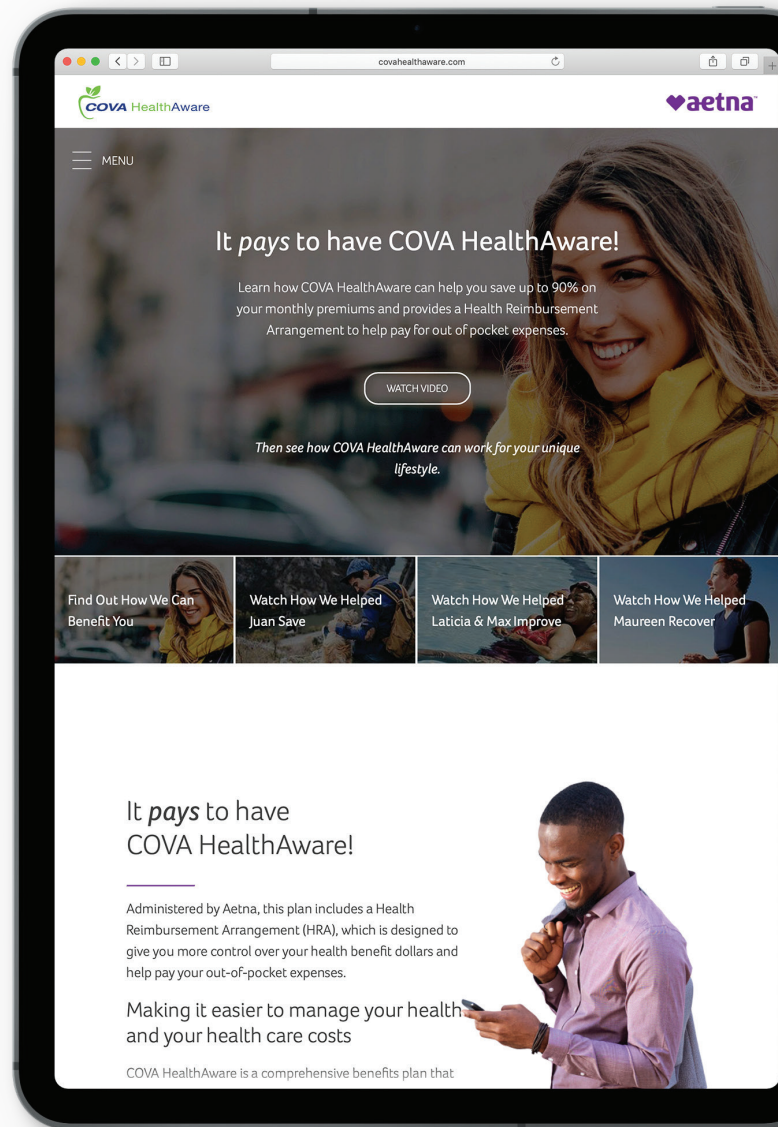 covahealthaware.com
COVA HealthAware
aetna™
MENU
It pays to have COVA HealthAware!
Learn how COVA HealthAware can help you save up to 90% on
your monthly premiums and provides a Health Reimbursement
Arrangement to help pay for out of pocket expenses.
WATCH VIDEO
Then see how COVA HealthAware can work for your unique
lifestyle.
Find Out How We Can
Benefit You
Watch How We Helped
Juan Save
Watch How We Helped
Laticia & Max Improve
Watch How We Helped
Maureen Recover
It pays to have
COVA HealthAware!
Administered by Aetna, this plan includes a Health
Reimbursement Arrangement (HRA), which is designed to
give you more control over your health benefit dollars and
help pay your out-of-pocket expenses.
Making it easier to manage your health
and your health care costs
COVA HealthAware is a comprehensive benefits plan that